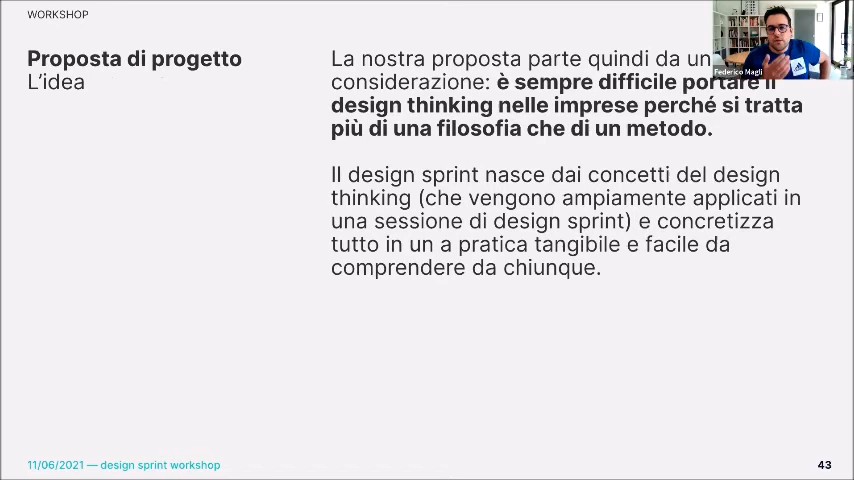 WORKSHOP
Proposta di progetto
L'idea
La nostra proposta parte quindi da un
considerazione: è sempre difficile portare il
design thinking nelle imprese perché si tratta
più di una filosofia che di un metodo.
Il design sprint nasce dai concetti del design
thinking (che vengono ampiamente applicati in
una sessione di design sprint) e concretizza
tutto in un a pratica tangibile e facile da
comprendere da chiunque.
Federico Magli
11/06/2021 — design sprint workshop
43